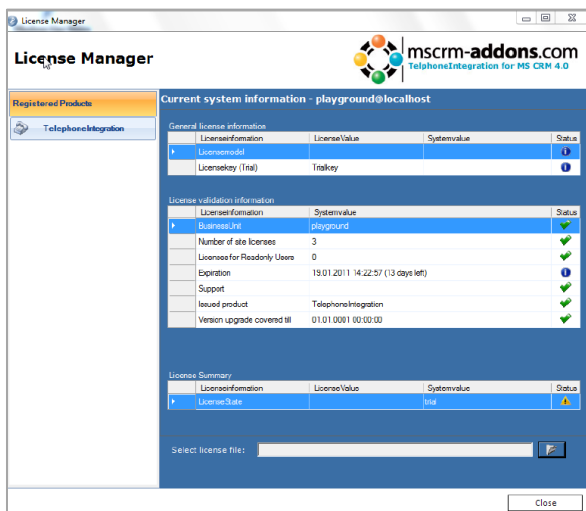 License Manager
License Manager
mscrm-addons.com
TelphoneIntegration for MS CRM 4.0
Registered Products
TelephoneIntegration
Current system information - playground@localhost
General license information
Licenseinformation LicenseValue Systemvalue Status
Licensemodel
Licensekey (Trial) Trialkey
License validation information
Licenseinformation Systemvalue Status
BusinessUnit playground
Number of site licenses 3
Licenses for Readonly Users 0
Expiration 19.01.2011 14:22:57 (13 days left)
Support
Issued product TelephoneIntegration
Version upgrade covered till 01.01.0001 00:00:00
License Summary
Licenseinformation LicenseValue Systemvalue Status
LicenseState trial
Select license file:
Close